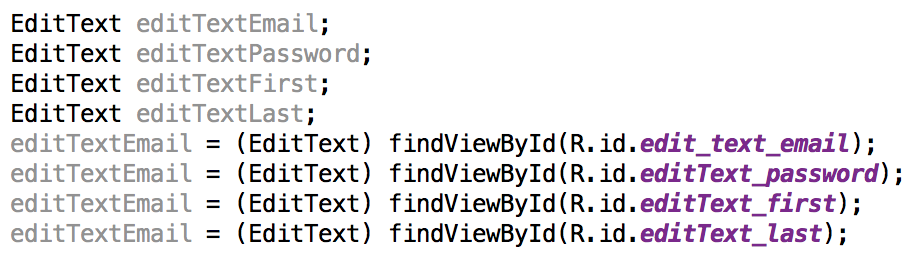 EditText editTextEmail;
EditText editTextPassword;
EditText editTextFirst;
EditText editTextLast;
editTextEmail = (EditText) findViewById(R.id.edit_text_email);
editTextEmail = (EditText) findViewById(R.id.editText_password);
editTextEmail = (EditText) findViewById(R.id.editText_first);
editTextEmail = (EditText) findViewById(R.id.editText_last);